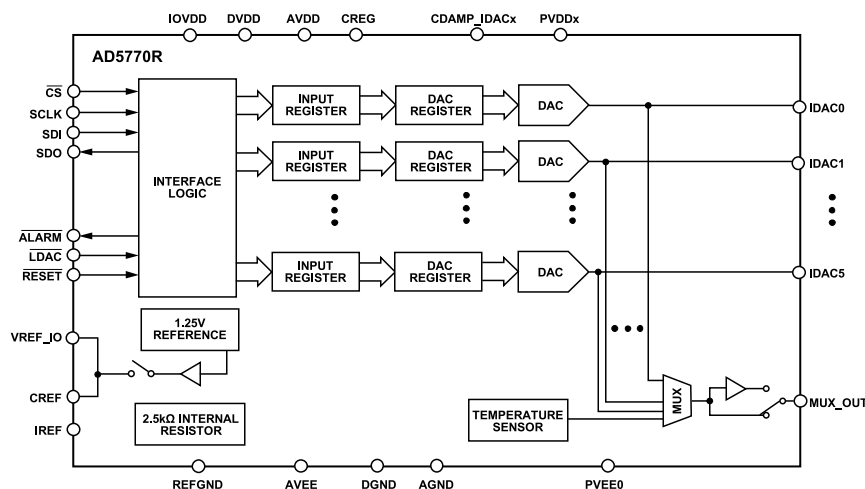 IOVDD DVDD AVDD CREG CDAMP_IDACx PVDDx
AD5770R
CS
SCLK
SDI
SDO
ALARM
LDAC
RESET
INTERFACE
LOGIC
INPUT
REGISTER
DAC
REGISTER
DAC
IDAC0
INPUT
REGISTER
DAC
REGISTER
DAC
IDAC1
INPUT
REGISTER
DAC
REGISTER
DAC
IDAC5
1.25V
REFERENCE
VREF_IO
CREF
IREF
2.5kΩ INTERNAL
RESISTOR
TEMPERATURE
SENSOR
MUX
MUX_OUT
REFGND AVEE DGND AGND PVEE0